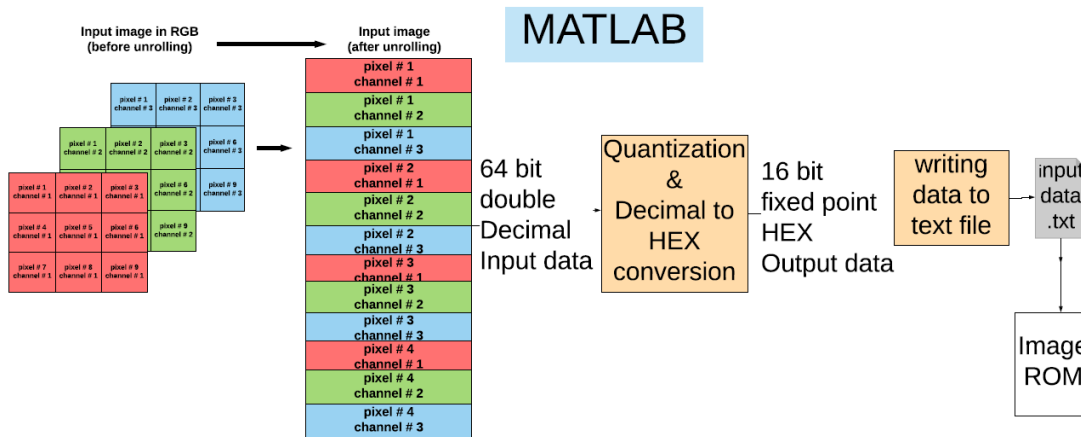 MATLAB
Input image in RGB
(before unrolling)
Input image
(after unrolling)
pixel # 1
channel # 3
pixel # 2
channel # 3
pixel # 3
channel # 3
pixel # 6
channel # 3
pixel # 9
channel # 3
pixel # 1
channel # 2
pixel # 2
channel # 2
pixel # 3
channel # 2
pixel # 6
channel # 2
pixel # 9
channel # 2
pixel # 1
channel # 1
pixel # 2
channel # 1
pixel # 3
channel # 1
pixel # 4
channel # 1
pixel # 5
channel # 1
pixel # 6
channel # 1
pixel # 7
channel # 1
pixel # 8
channel # 1
pixel # 9
channel # 1
pixel # 1
channel # 1
pixel # 1
channel # 2
pixel # 1
channel # 3
pixel # 2
channel # 1
pixel # 2
channel # 2
pixel # 2
channel # 3
pixel # 3
channel # 1
pixel # 3
channel # 2
pixel # 3
channel # 3
pixel # 4
channel # 1
pixel # 4
channel # 2
pixel # 4
channel # 3
64 bit
double
Decimal
Input data
Quantization
&
Decimal to
HEX
conversion
16 bit
fixed point
HEX
Output data
writing
data to
text file
input
data
.txt
Image
ROM